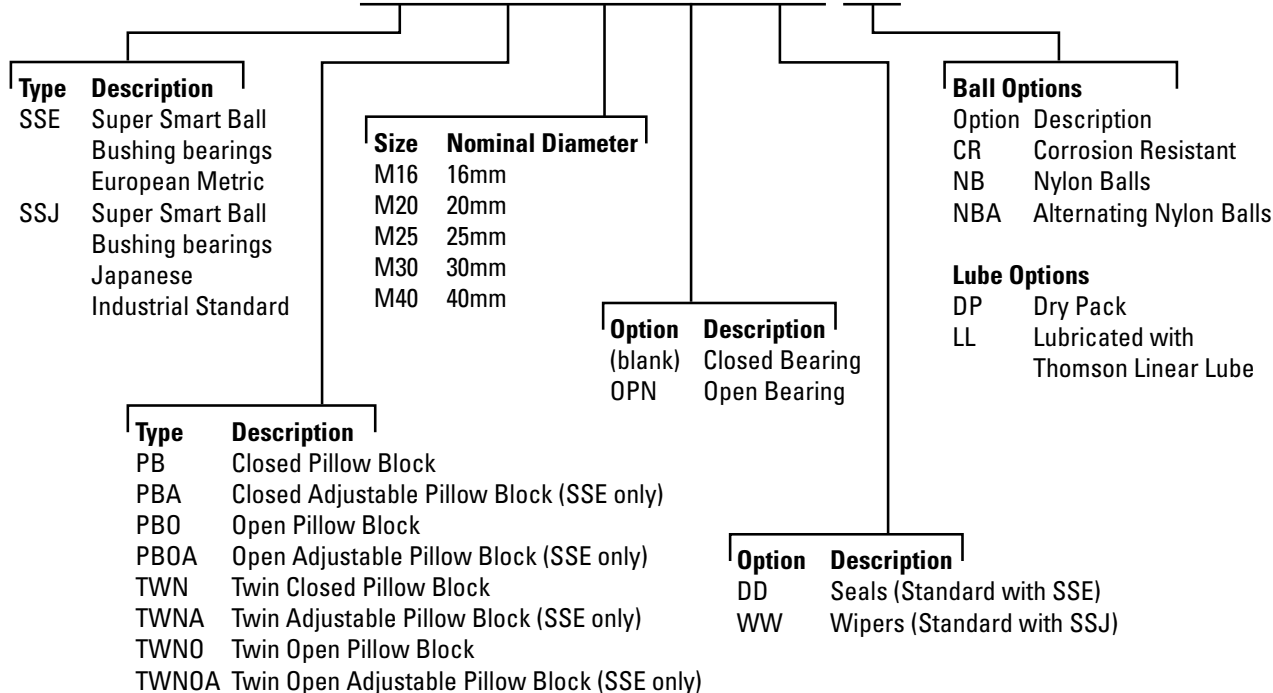 Type Description
SSE Super Smart Ball
Bushing bearings
European Metric
SSJ Super Smart Ball
Bushing bearings
Japanese
Industrial Standard
Size Nominal Diameter
M16 16mm
M20 20mm
M25 25mm
M30 30mm
M40 40mm
Ball Options
Option Description
CR Corrosion Resistant
NB Nylon Balls
NBA Alternating Nylon Balls
Lube Options
DP Dry Pack
LL Lubricated with
Thomson Linear Lube
Option Description
(blank) Closed Bearing
OPN Open Bearing
Type Description
PB Closed Pillow Block
PBA Closed Adjustable Pillow Block (SSE only)
PBO Open Pillow Block
PBOA Open Adjustable Pillow Block (SSE only)
TWN Twin Closed Pillow Block
TWNA Twin Adjustable Pillow Block (SSE only)
TWNO Twin Open Pillow Block
TWNOA Twin Open Adjustable Pillow Block (SSE only)
Option Description
DD Seals (Standard with SSE)
WW Wipers (Standard with SSJ)